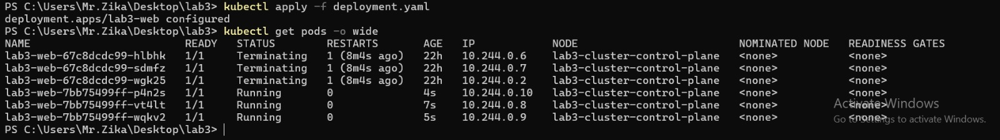 PS C:\Users\Mr.Zika\Desktop\lab3> kubectl apply -f deployment.yaml
deployment.apps/lab3-web configured
PS C:\Users\Mr.Zika\Desktop\lab3> kubectl get pods -o wide
NAME READY STATUS RESTARTS AGE IP NODE NOMINATED NODE READINESS GATES
lab3-web-67c8dcdc99-hlbhk 1/1 Terminating 1 (8m4s ago) 22h 10.244.0.6 lab3-cluster-control-plane <none> <none>
lab3-web-67c8dcdc99-sdmfz 1/1 Terminating 1 (8m4s ago) 22h 10.244.0.7 lab3-cluster-control-plane <none> <none>
lab3-web-67c8dcdc99-wgk25 1/1 Terminating 1 (8m4s ago) 22h 10.244.0.2 lab3-cluster-control-plane <none> <none>
lab3-web-7bb75499ff-p4n2s 1/1 Running 0 4s 10.244.0.10 lab3-cluster-control-plane <none> <none>
lab3-web-7bb75499ff-vt4lt 1/1 Running 0 7s 10.244.0.8 lab3-cluster-control-plane <none> <none>
lab3-web-7bb75499ff-wqkv2 1/1 Running 0 5s 10.244.0.9 lab3-cluster-control-plane <none> <none>
PS C:\Users\Mr.Zika\Desktop\lab3>
Activate Windows
Go to Settings to activate Windows.